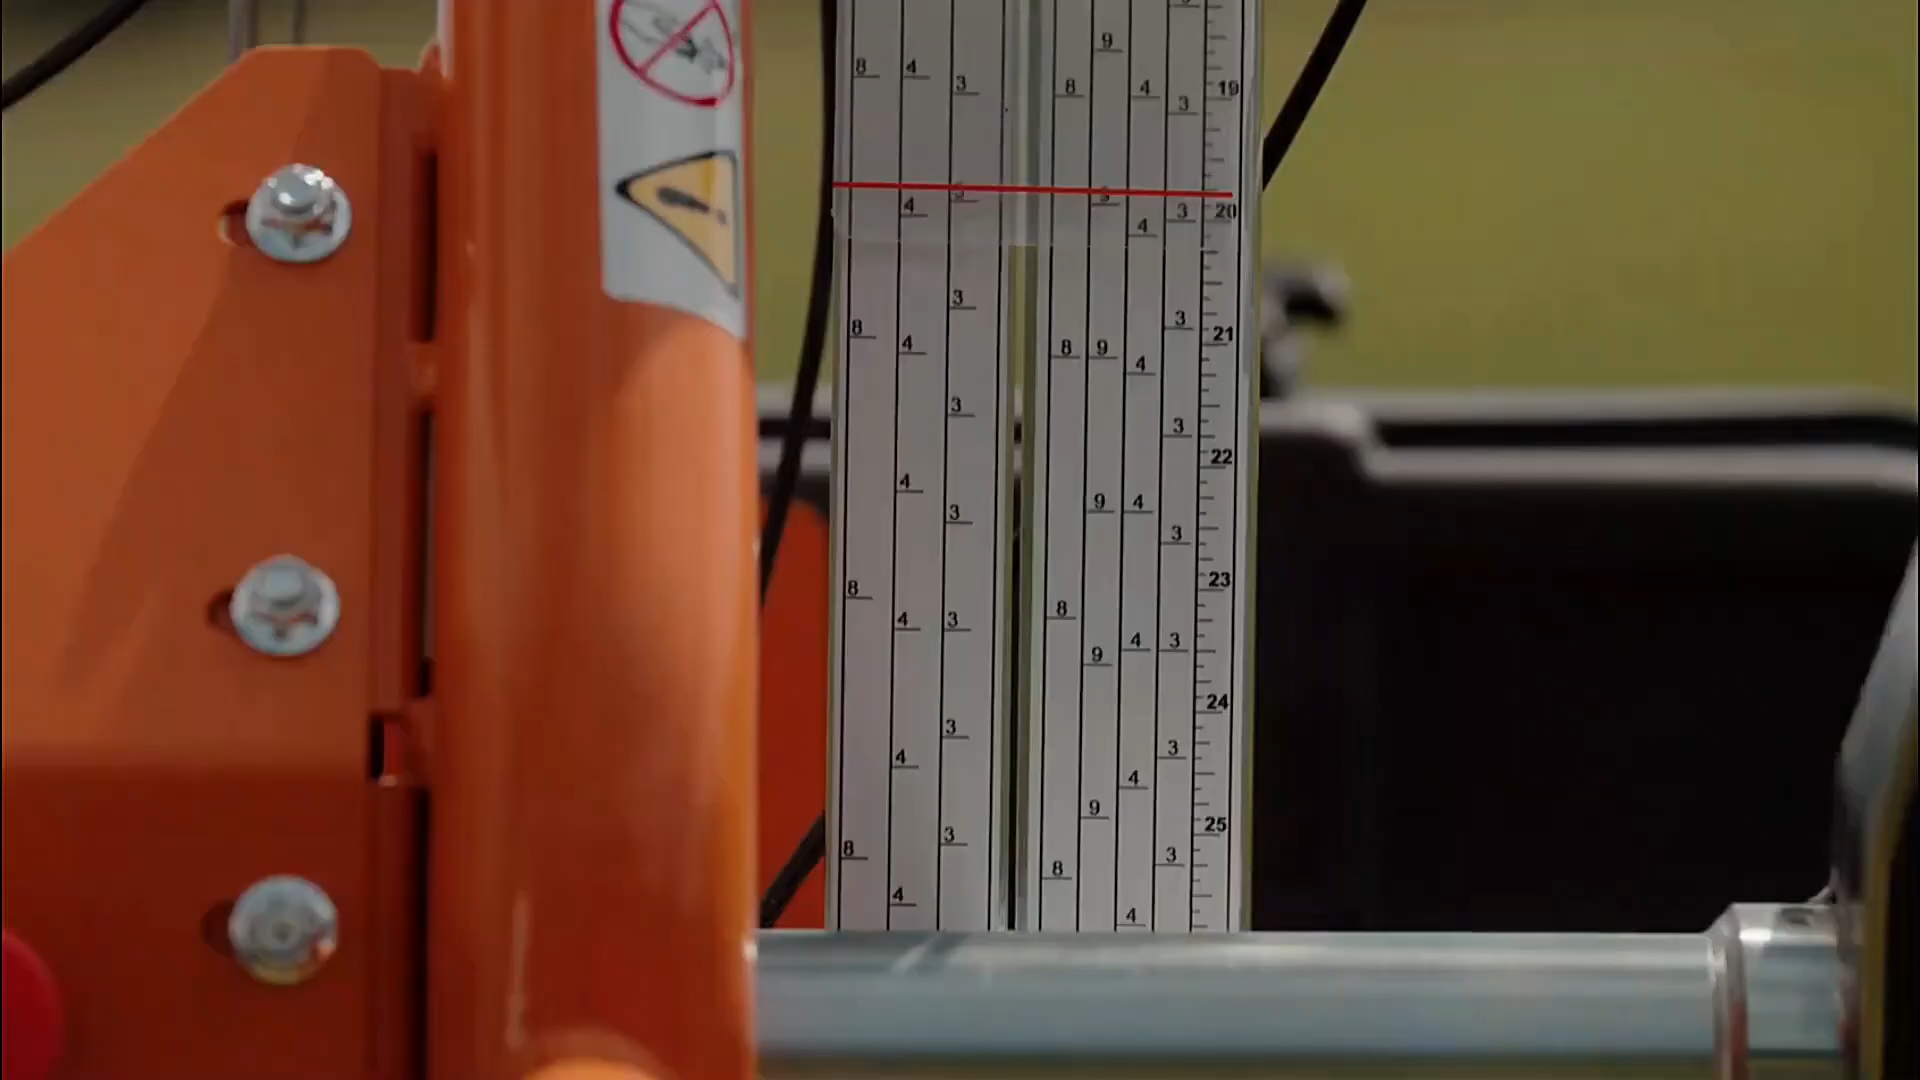 9
8 4 3 8 4 3 19
4 4 3 20
3 3
8 4 8 9 4 21
3 3
22
4 9 4
3 3
8 8 23
4 3 9 4 3
24
3 3
4 4
9 25
8 3 8 3
4 4